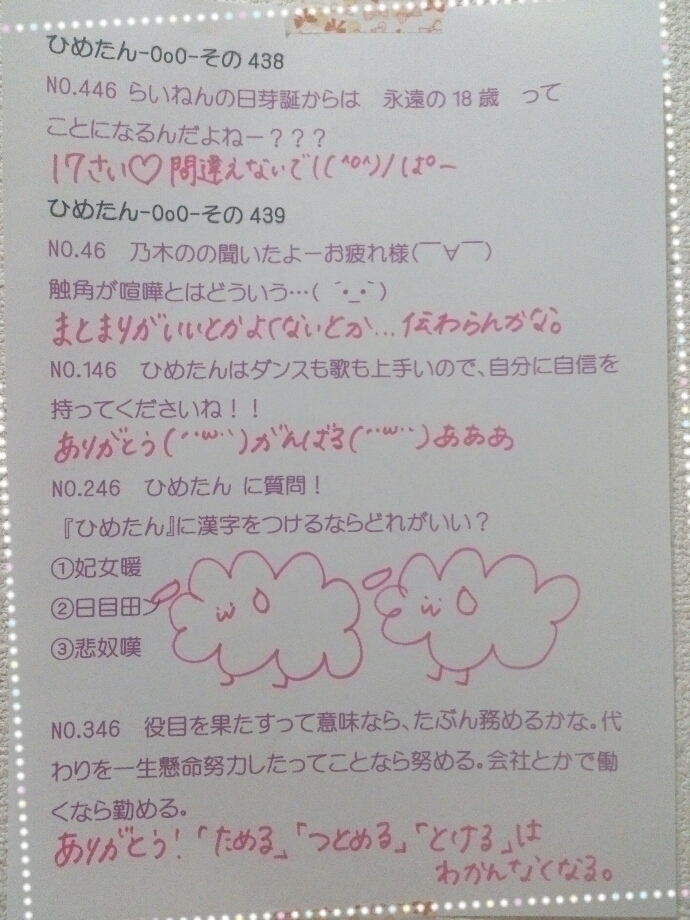 ひめたん-OoO-その438
NO.446 らいねんの日芽誕からは　永遠の18歳　って
ことになるんだよねー？？？
17さい♡間違えないで((^o^)/はºー
ひめたん-OoO-その439
NO.46　乃木のの聞いたよーお疲れ様(￣∀￣)
触角が喧嘩とはどういう…( ´･_･`)
まとまりがいいとかよくないとか…伝わらんかな。
NO.146　ひめたんはダンスも歌も上手いので、自分に自信を
持ってくださいね！！
ありがとう(´･ω･`)がんばる(´･ω･`)あああ
NO.246　ひめたん に質問！
『ひめたん』に漢字をつけるならどれがいい？
①妃女暖
②日目田ン
③悲奴嘆
NO.346　役目を果たすって意味なら、たぶん務めるかな。代
わりを一生懸命努力したってことなら努める。会社とかで働
くなら勤める。
ありがとう！「ためる」「つとめる」「とける」は
わかんなくなる。